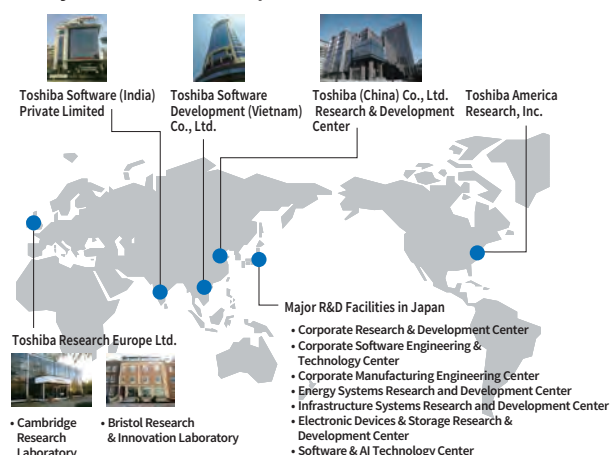 Toshiba Software (India)
Private Limited
Toshiba Software
Development (Vietnam)
Co., Ltd.
Toshiba (China) Co., Ltd.
Research & Development
Center
Toshiba America
Research, Inc.
Toshiba Research Europe Ltd.
• Cambridge
Research
Laboratory
• Bristol Research
& Innovation Laboratory
Major R&D Facilities in Japan
• Corporate Research & Development Center
• Corporate Software Engineering &
Technology Center
• Corporate Manufacturing Engineering Center
• Energy Systems Research and Development Center
• Infrastructure Systems Research and Development Center
• Electronic Devices & Storage Research &
Development Center
• Software & AI Technology Center